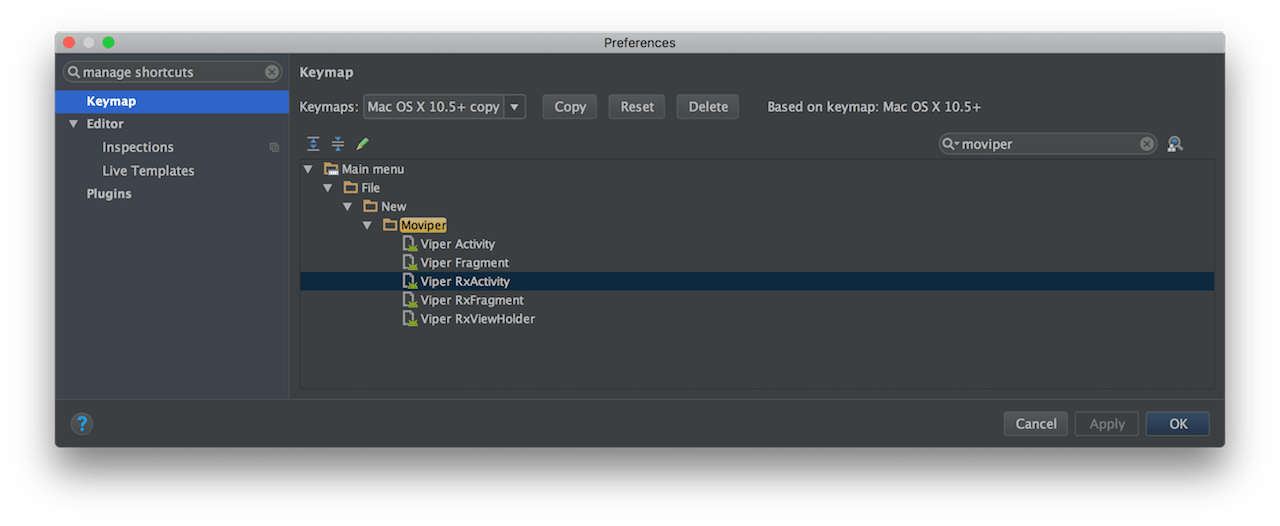 Preferences
manage shortcuts
Keymap
Editor
Inspections
Live Templates
Plugins
Keymap
Keymaps: Mac OS X 10.5+ copy Copy Reset Delete Based on keymap: Mac OS X 10.5+
moviper
Main menu
File
New
Moviper
Viper Activity
Viper Fragment
Viper RxActivity
Viper RxFragment
Viper RxViewHolder
? Cancel Apply OK